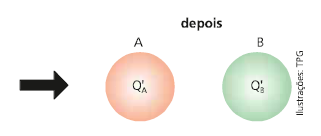 depois
A B
Q'A Q'B
Ilustrações: TPG